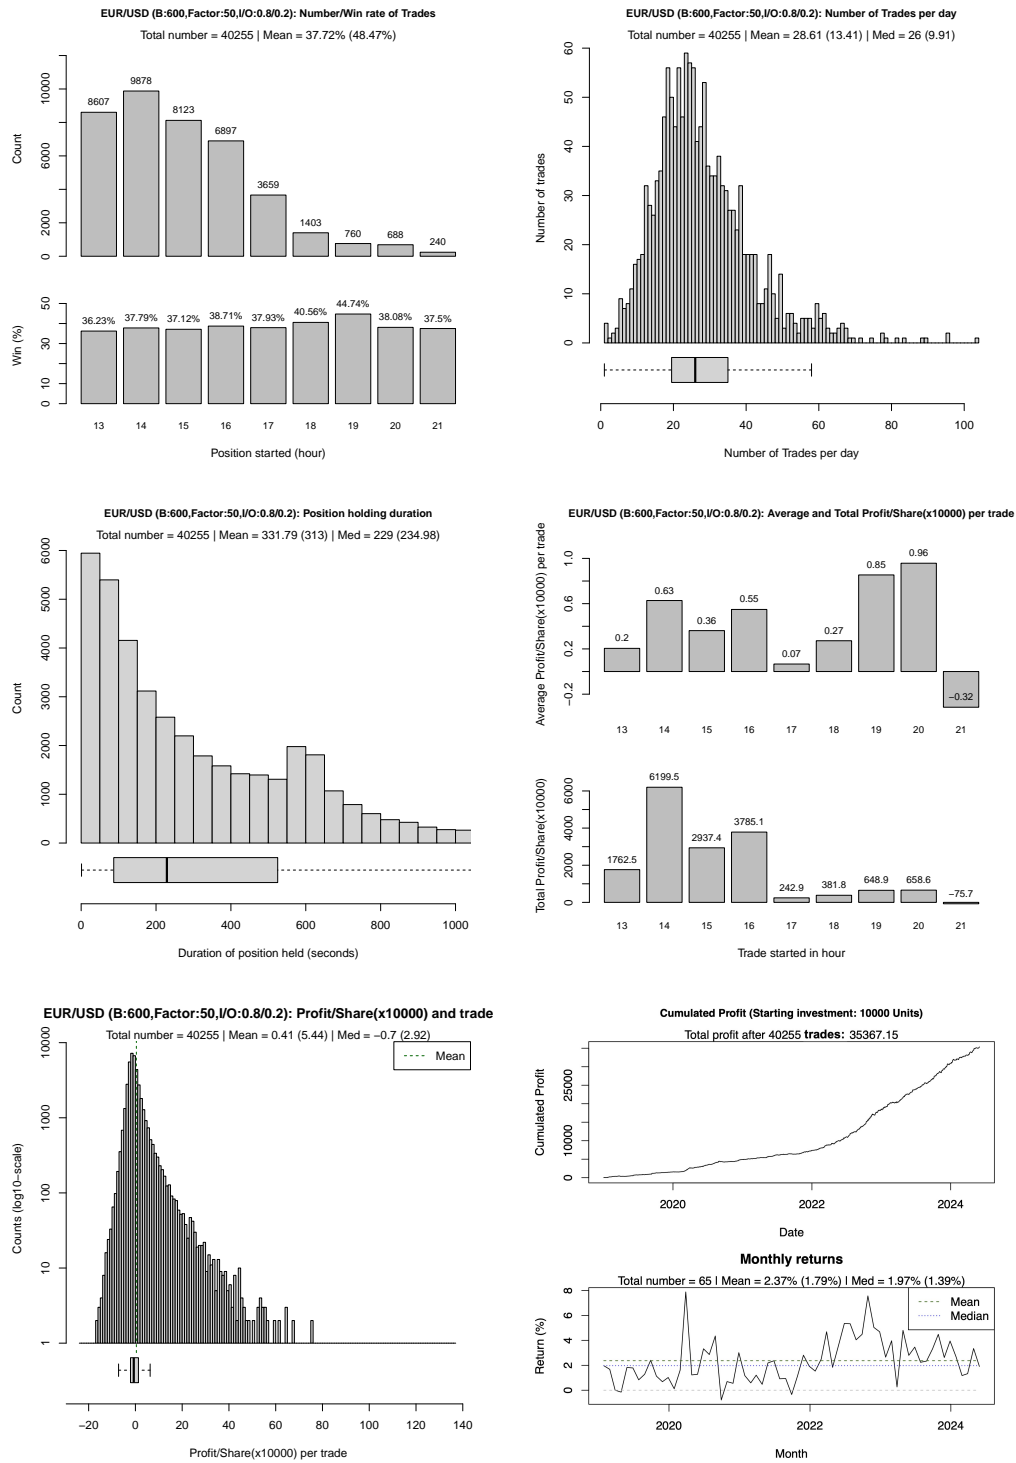 EUR/USD (B:600,Factor:50,I/O:0.8/0.2): Number/Win rate of Trades
Total number = 40255 | Mean = 37.72% (48.47%)
Count
0 2000 6000 10000
8607 9878 8123 6897 3659 1403 760 688 240
Win (%)
0 10 30 50
36.23% 37.79% 37.12% 38.71% 37.93% 40.56% 44.74% 38.08% 37.5%
13 14 15 16 17 18 19 20 21
Position started (hour)
EUR/USD (B:600,Factor:50,I/O:0.8/0.2): Number of Trades per day
Total number = 40255 | Mean = 28.61 (13.41) | Med = 26 (9.91)
Number of trades
0 10 20 30 40 50 60
0 20 40 60 80 100
Number of Trades per day
EUR/USD (B:600,Factor:50,I/O:0.8/0.2): Position holding duration
Total number = 40255 | Mean = 331.79 (313) | Med = 229 (234.98)
Count
0 1000 2000 3000 4000 5000 6000
0 200 400 600 800 1000
Duration of position held (seconds)
EUR/USD (B:600,Factor:50,I/O:0.8/0.2): Average and Total Profit/Share(x10000) per trade
Average Profit/Share(x10000) per trade
−0.2 0.2 0.6 1.0
0.2 0.63 0.36 0.55 0.07 0.27 0.85 0.96 −0.32
13 14 15 16 17 18 19 20 21
Total Profit/Share(x10000)
0 2000 4000 6000
1762.5 6199.5 2937.4 3785.1 242.9 381.8 648.9 658.6 −75.7
13 14 15 16 17 18 19 20 21
Trade started in hour
EUR/USD (B:600,Factor:50,I/O:0.8/0.2): Profit/Share(x10000) and trade
Total number = 40255 | Mean = 0.41 (5.44) | Med = −0.7 (2.92)
Mean
Counts (log10−scale)
1 10 100 1000 10000
−20 0 20 40 60 80 100 120 140
Profit/Share(x10000) per trade
Cumulated Profit (Starting investment: 10000 Units)
Total profit after 40255 trades: 35367.15
Cumulated Profit
0 10000 25000
2020 2022 2024
Date
Monthly returns
Total number = 65 | Mean = 2.37% (1.79%) | Med = 1.97% (1.39%)
Mean
Median
Return (%)
0 2 4 6 8
2020 2022 2024
Month